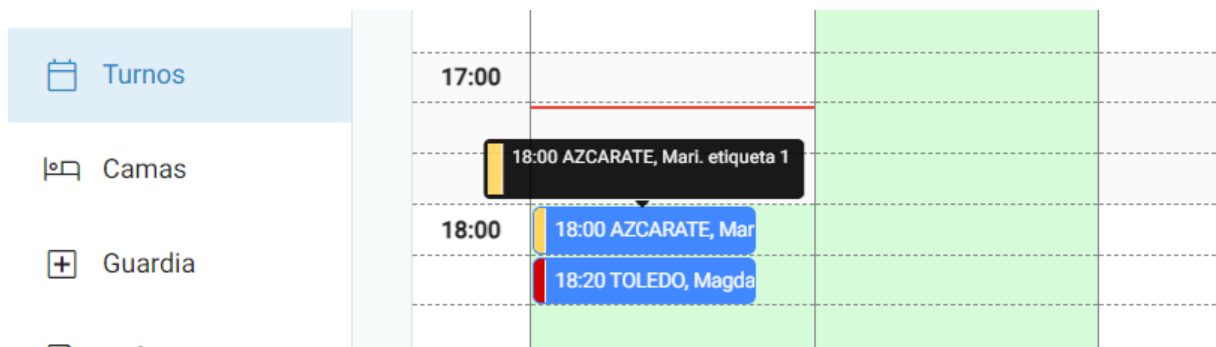 Turnos
Camas
Guardia
17:00
18:00 AZCARATE, Mari. etiqueta 1
18:00
18:00 AZCARATE, Mar
18:20 TOLEDO, Magda